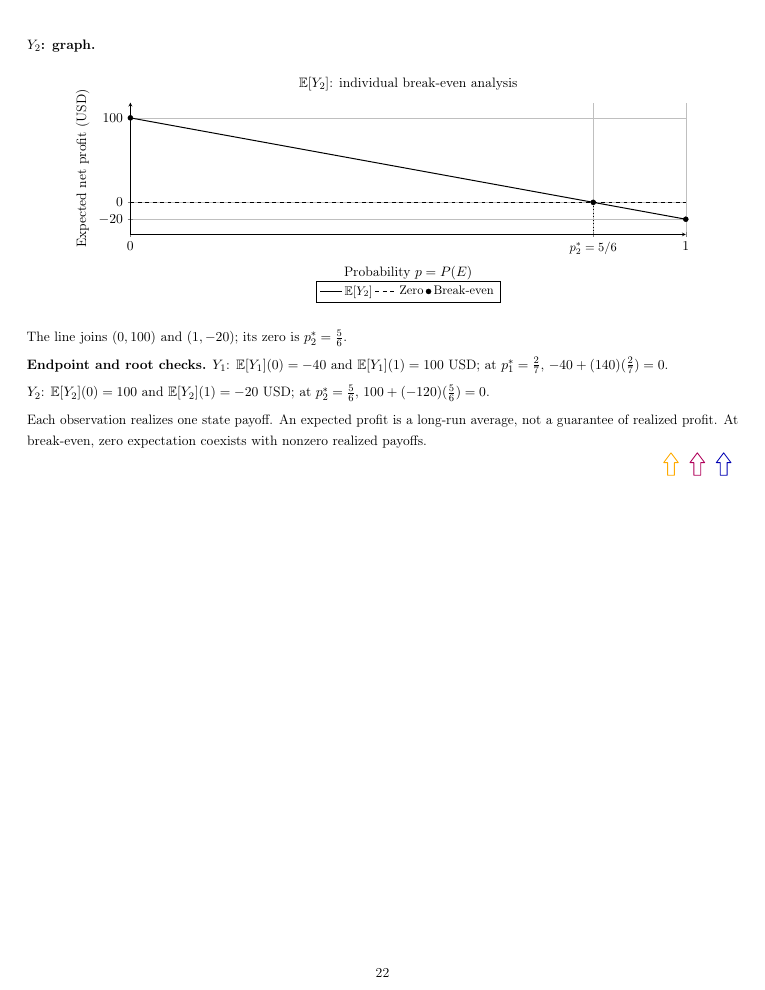 Y₂: graph.
𝔼[Y₂]: individual break-even analysis
Expected net profit (USD)
100
0
−20
0
p₂* = 5/6
1
Probability p = P(E)
𝔼[Y₂] Zero Break-even
The line joins (0, 100) and (1, −20); its zero is p₂* = 5/6.
Endpoint and root checks. Y₁: 𝔼[Y₁](0) = −40 and 𝔼[Y₁](1) = 100 USD; at p₁* = 2/7, −40 + (140)(2/7) = 0.
Y₂: 𝔼[Y₂](0) = 100 and 𝔼[Y₂](1) = −20 USD; at p₂* = 5/6, 100 + (−120)(5/6) = 0.
Each observation realizes one state payoff. An expected profit is a long-run average, not a guarantee of realized profit. At
break-even, zero expectation coexists with nonzero realized payoffs.
22